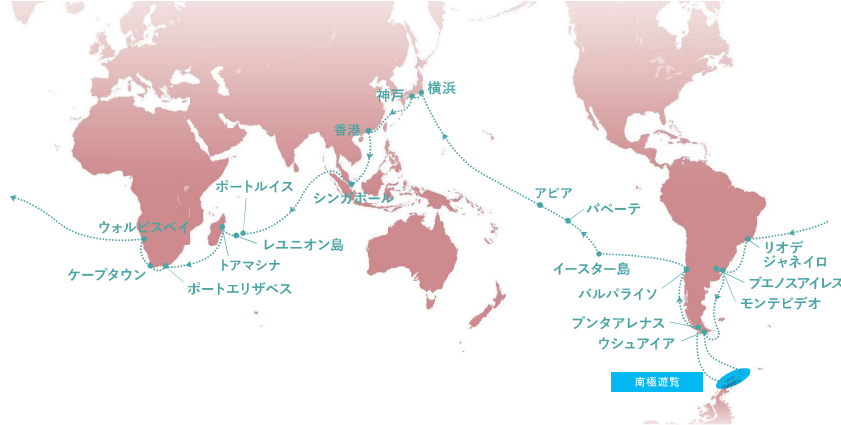 横浜
神戸
香港
シンガポール
ポートルイス
レユニオン島
トアマシナ
ポートエリザベス
ケープタウン
ウォルビスベイ
アピア
パペーテ
イースター島
バルパライソ
リオデ
ジャネイロ
ブエノスアイレス
モンテビデオ
プンタアレナス
ウシュアイア
南極遊覧